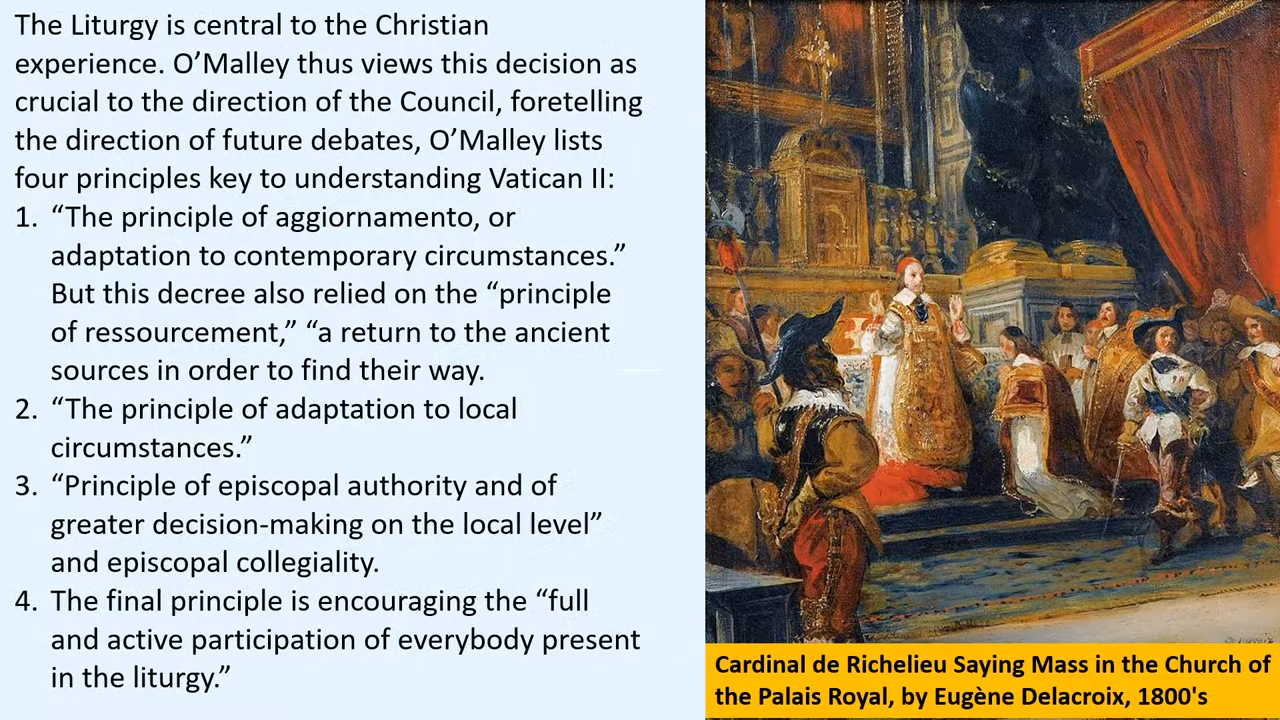 The Liturgy is central to the Christian
experience. O’Malley thus views this decision as
crucial to the direction of the Council, foretelling
the direction of future debates, O’Malley lists
four principles key to understanding Vatican II:
1. “The principle of aggiornamento, or
adaptation to contemporary circumstances.”
But this decree also relied on the “principle
of ressourcement,” “a return to the ancient
sources in order to find their way.
2. “The principle of adaptation to local
circumstances.”
3. “Principle of episcopal authority and of
greater decision-making on the local level”
and episcopal collegiality.
4. The final principle is encouraging the “full
and active participation of everybody present
in the liturgy.”
Cardinal de Richelieu Saying Mass in the Church of
the Palais Royal, by Eugène Delacroix, 1800's